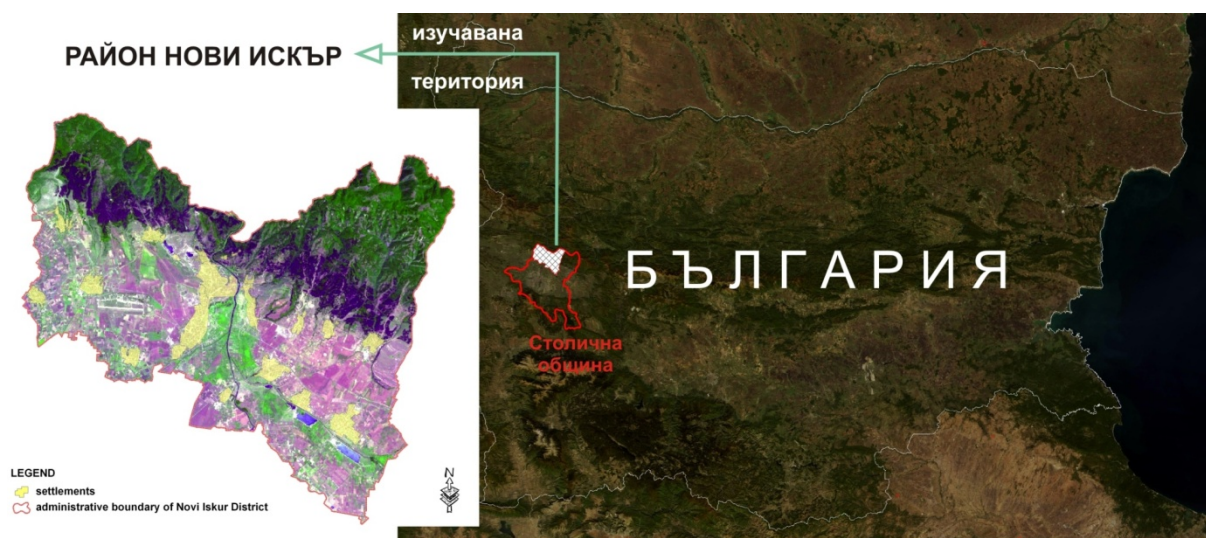 РАЙОН НОВИ ИСКЪР
изучавана
територия
БЪЛГАРИЯ
Столична
община
N
LEGEND
settlements
administrative boundary of Novi Iskur District